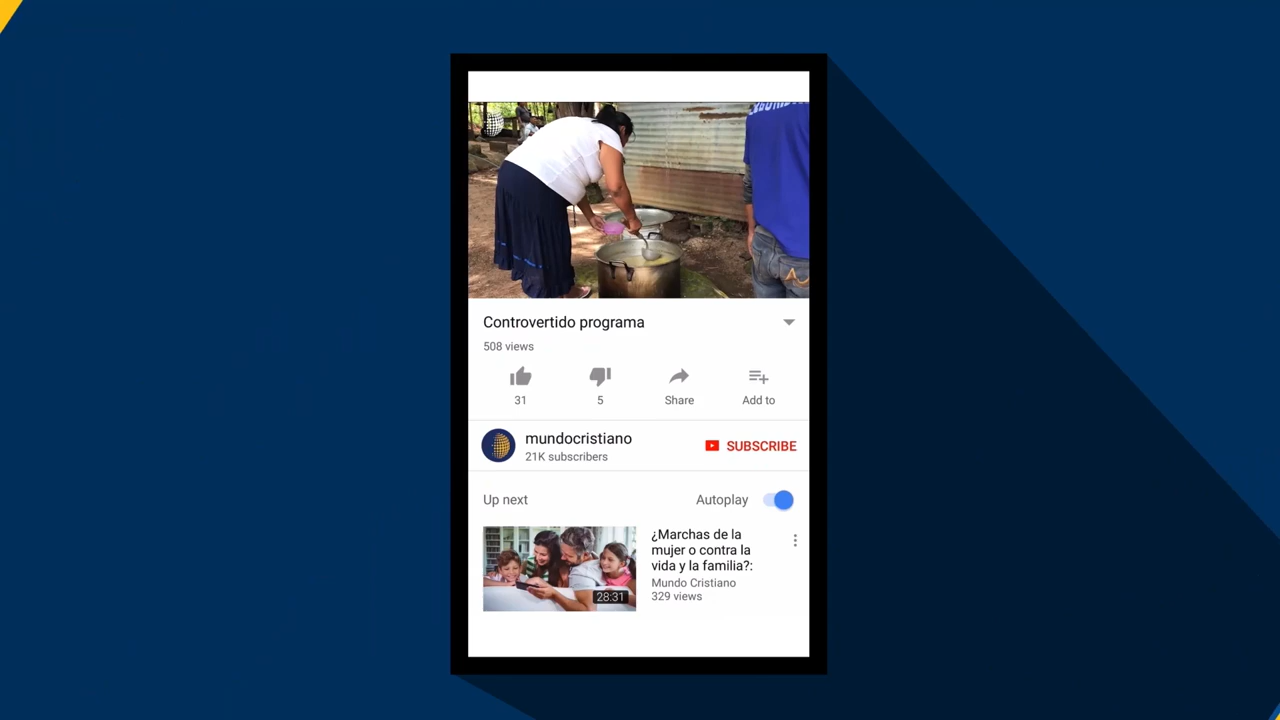 Controvertido programa
508 views
31
5
Share
Add to
mundocristiano
21K subscribers
SUBSCRIBE
Up next
Autoplay
28:31
¿Marchas de la
mujer o contra la
vida y la familia?:
Mundo Cristiano
329 views